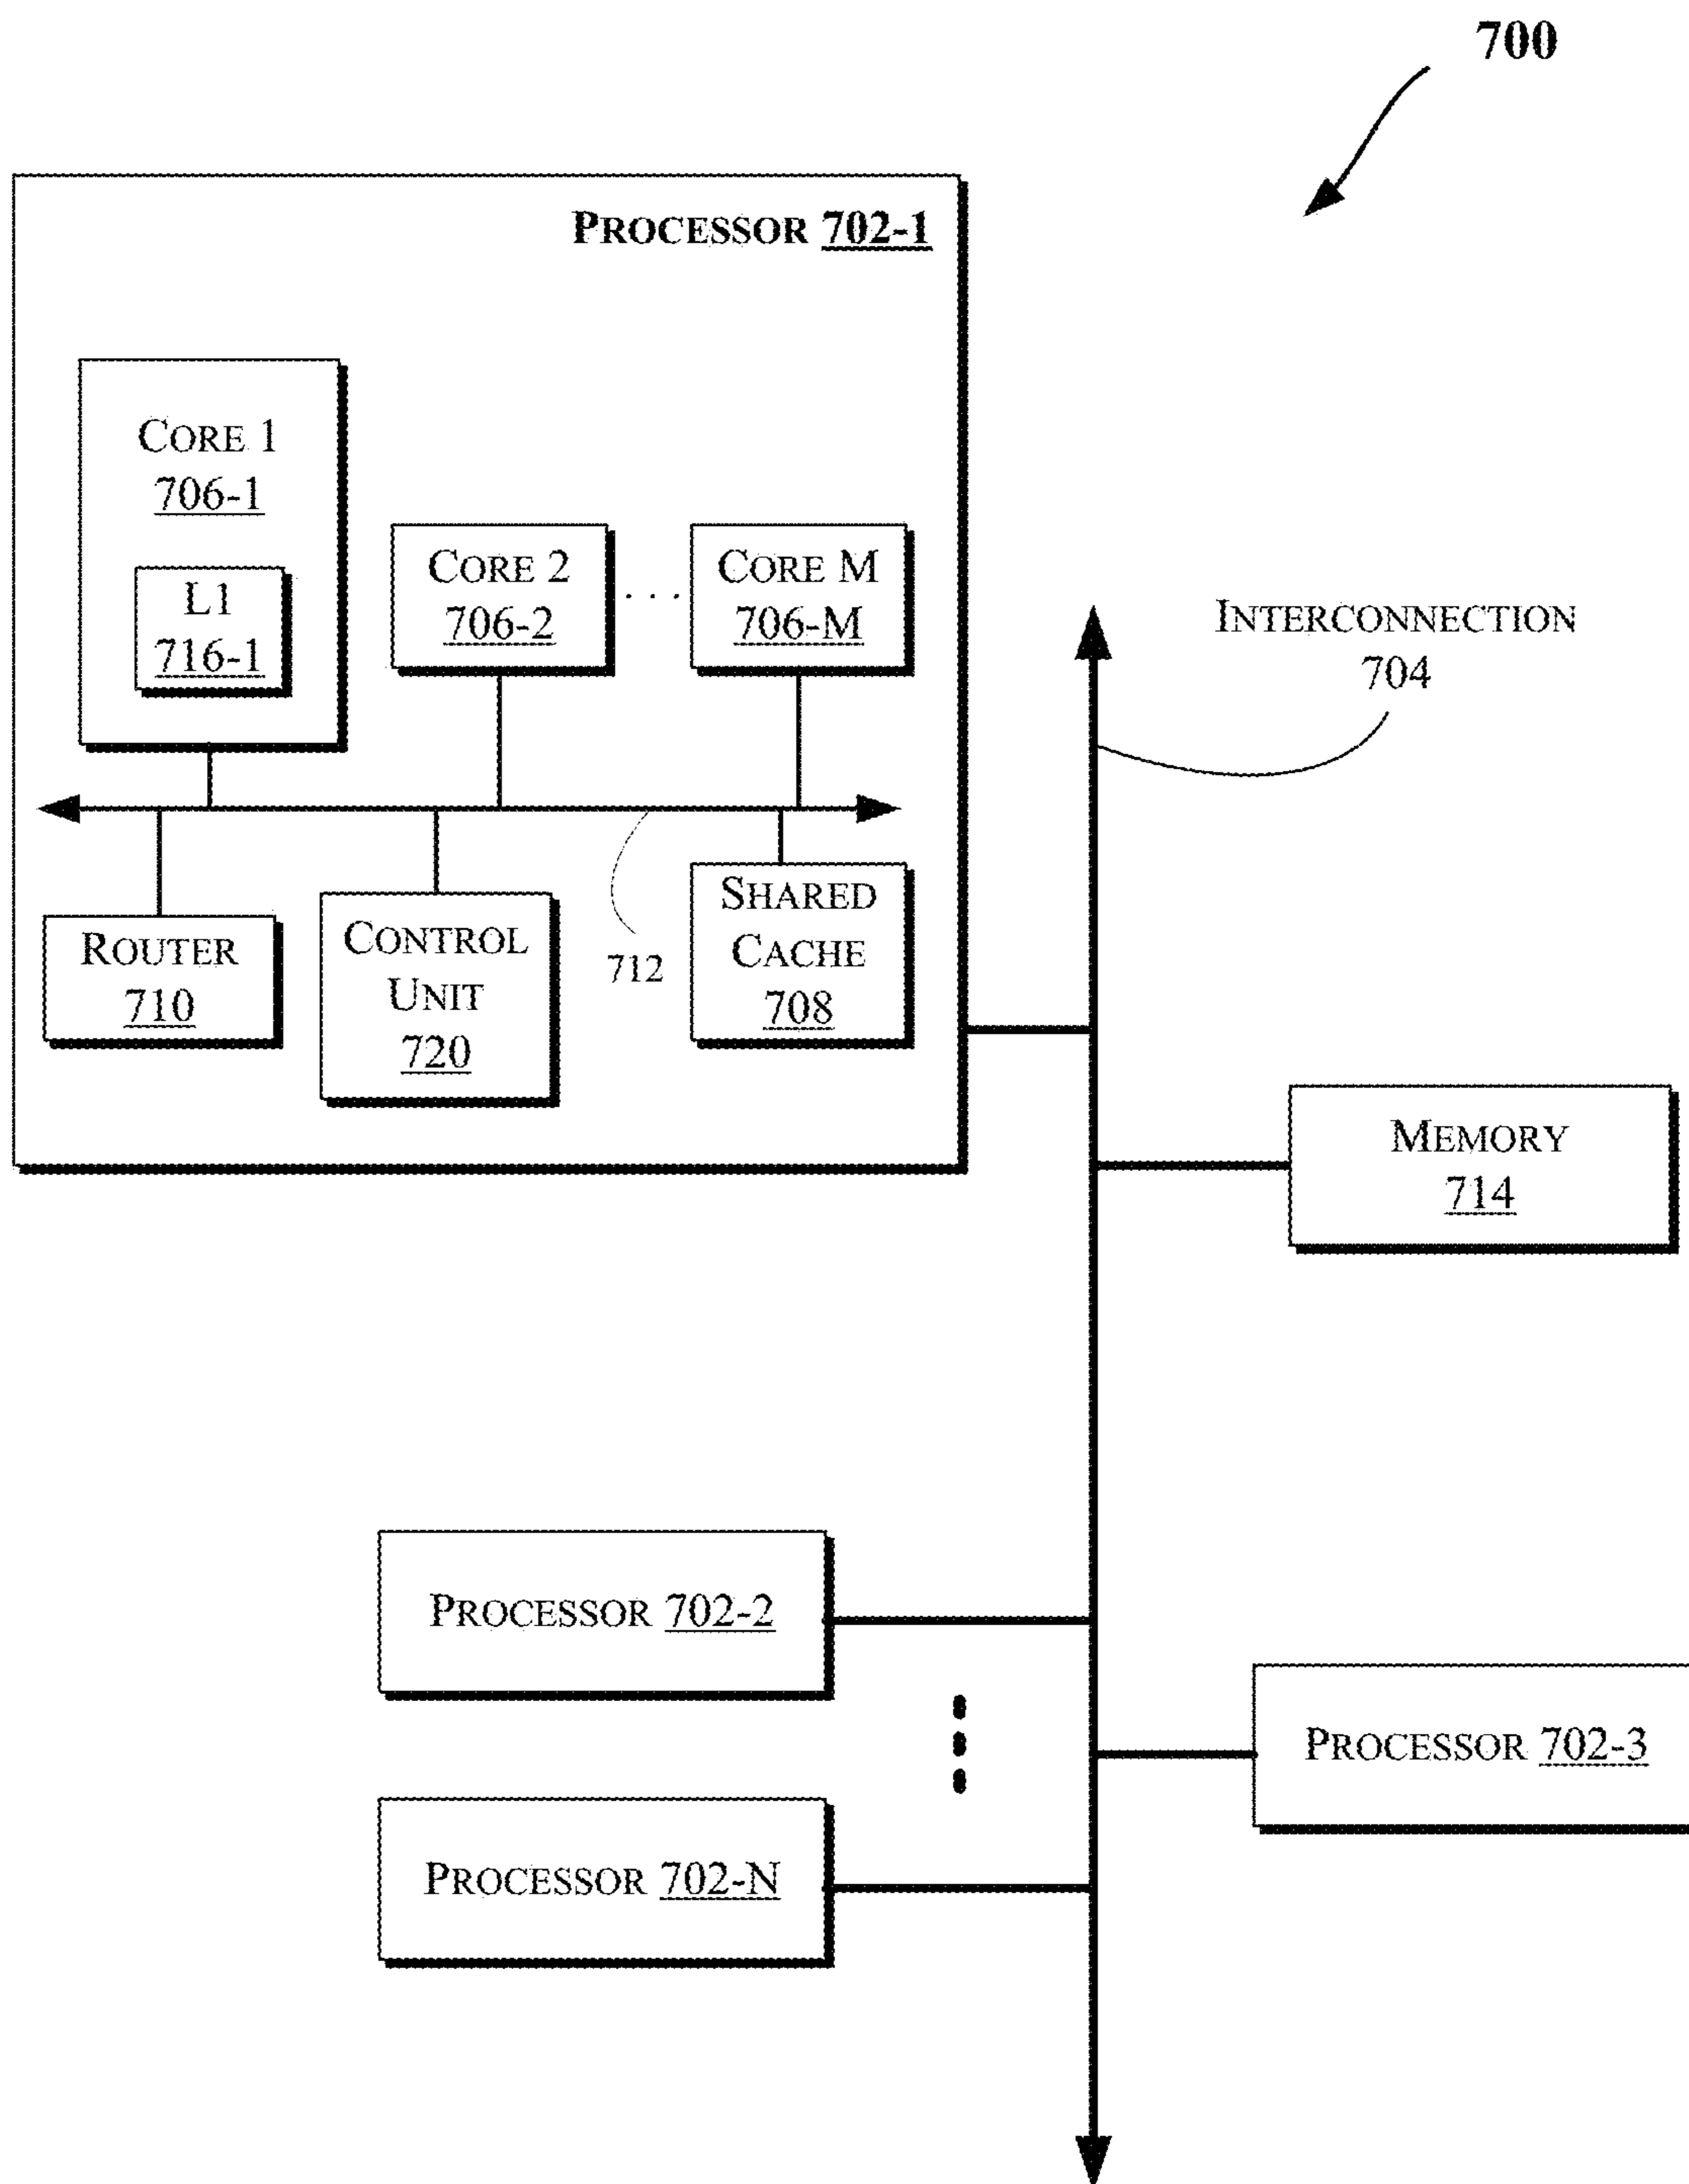 700
PROCESSOR 702-1
CORE 1
706-1
L1
716-1
CORE 2
706-2
. . .
CORE M
706-M
INTERCONNECTION
704
ROUTER
710
CONTROL
UNIT
720
712
SHARED
CACHE
708
MEMORY
714
PROCESSOR 702-2
PROCESSOR 702-3
PROCESSOR 702-N